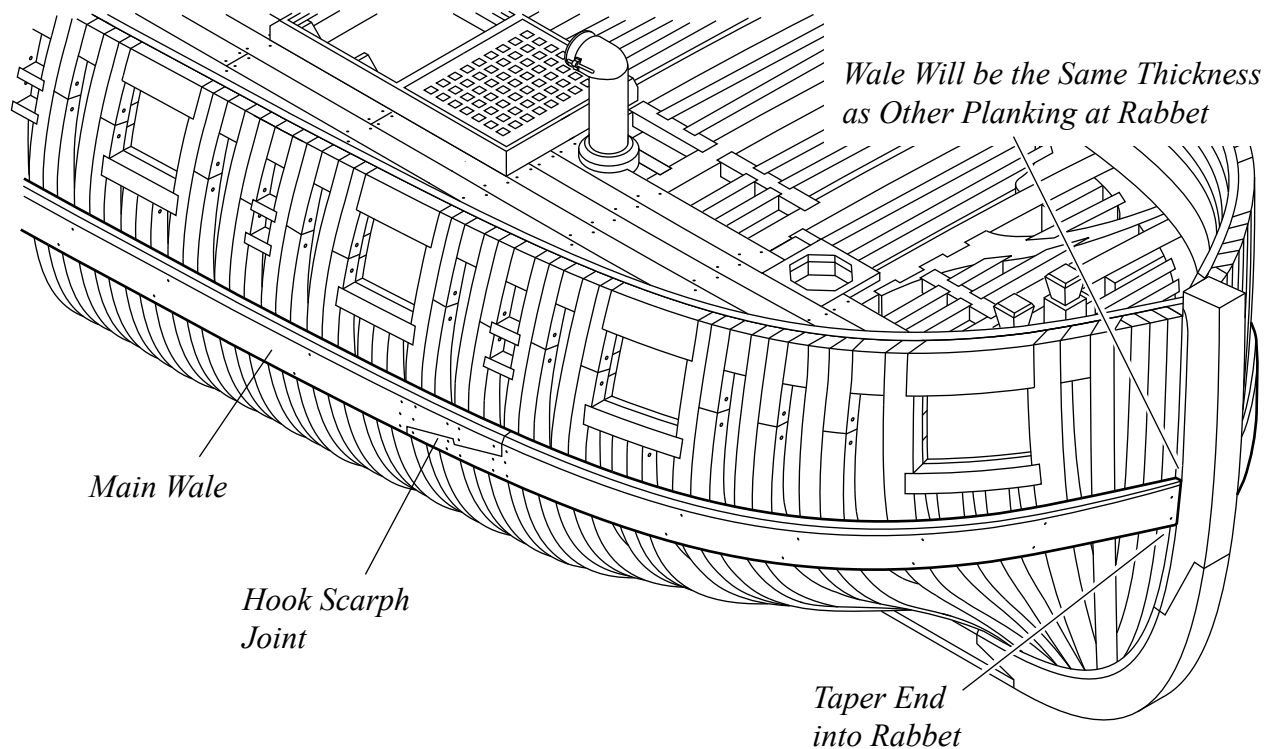 Wale Will be the Same Thickness
as Other Planking at Rabbet
Main Wale
Hook Scarph
Joint
Taper End
into Rabbet